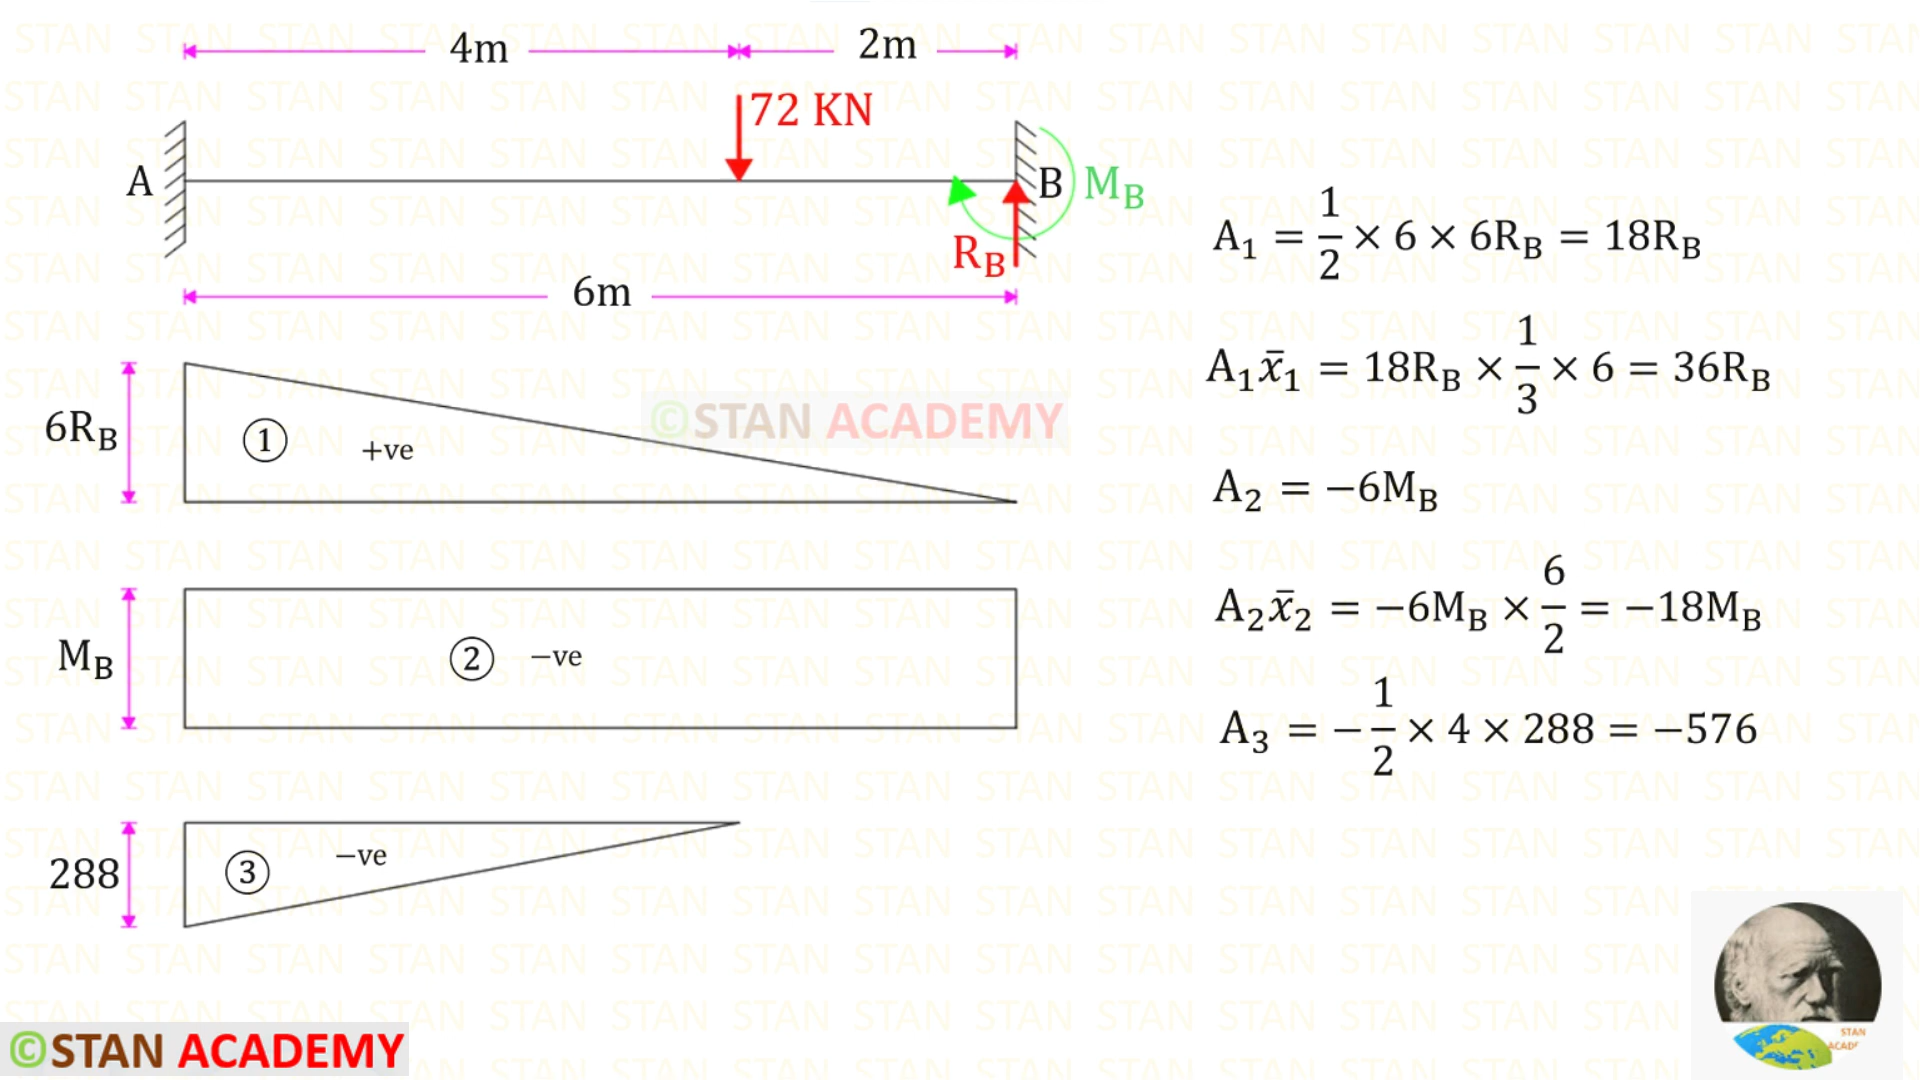 4m 2m
72 KN
A B M_B
R_B
6m
A₁ = 1/2 × 6 × 6R_B = 18R_B
6R_B ① +ve
©STAN ACADEMY
A₁x̄₁ = 18R_B × 1/3 × 6 = 36R_B
A₂ = −6M_B
M_B ② −ve
A₂x̄₂ = −6M_B × 6/2 = −18M_B
A₃ = −1/2 × 4 × 288 = −576
288 ③ −ve
©STAN ACADEMY
STAN